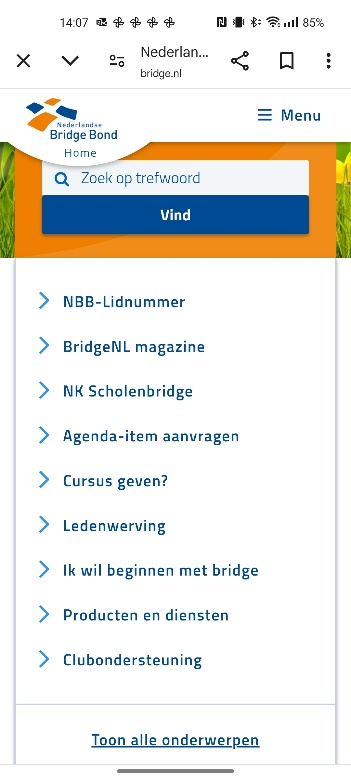 14:07
85%
Nederlan...
bridge.nl
Nederlandse
Bridge Bond
Home
Menu
Zoek op trefwoord
Vind
NBB-Lidnummer
BridgeNL magazine
NK Scholenbridge
Agenda-item aanvragen
Cursus geven?
Ledenwerving
Ik wil beginnen met bridge
Producten en diensten
Clubondersteuning
Toon alle onderwerpen